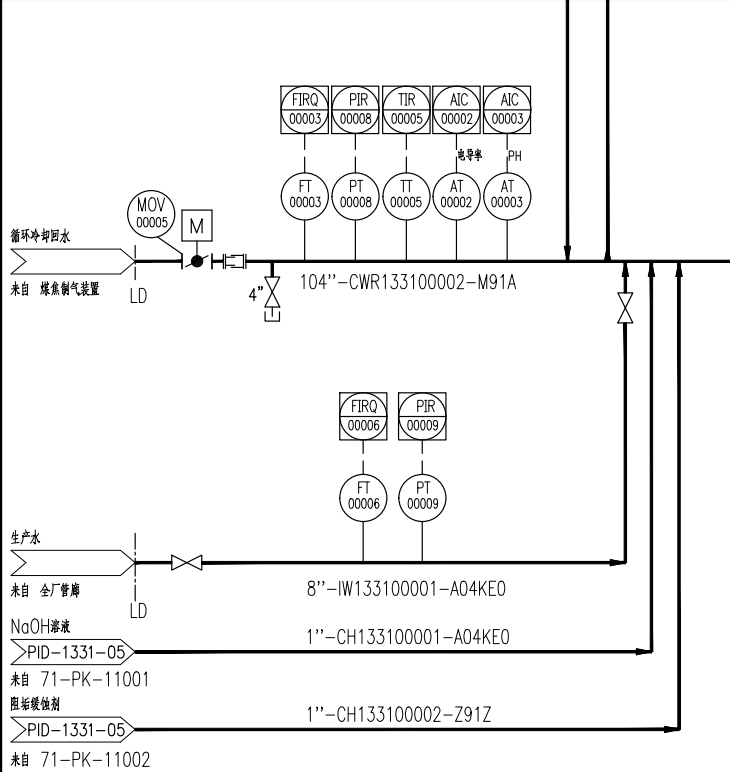 FIRQ
00003
PIR
00008
TIR
00005
AIC
00002
AIC
00003
电导率
PH
FT
00003
PT
00008
TT
00005
AT
00002
AT
00003
MOV
00005
M
循环冷却回水
来自 煤焦制气装置
LD
4"
104''-CWR133100002-M91A
FIRQ
00006
PIR
00009
FT
00006
PT
00009
生产水
来自 全厂管廊
LD
8''-IW133100001-A04KE0
NaOH溶液
PID-1331-05
来自 71-PK-11001
1''-CH133100001-A04KE0
阻垢缓蚀剂
PID-1331-05
来自 71-PK-11002
1''-CH133100002-Z91Z